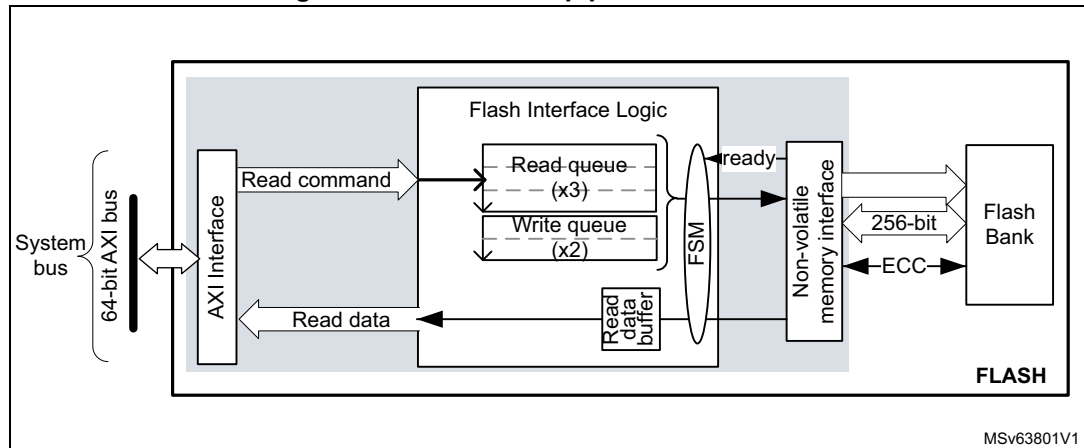 Flash Interface Logic
Read queue
(x3)
Write queue
(x2)
ready
Read command
AXI Interface
System
bus
64-bit AXI bus
FSM
Non-volatile
memory interface
256-bit
ECC
Flash
Bank
Read data
Read
data
buffer
FLASH
MSv63801V1